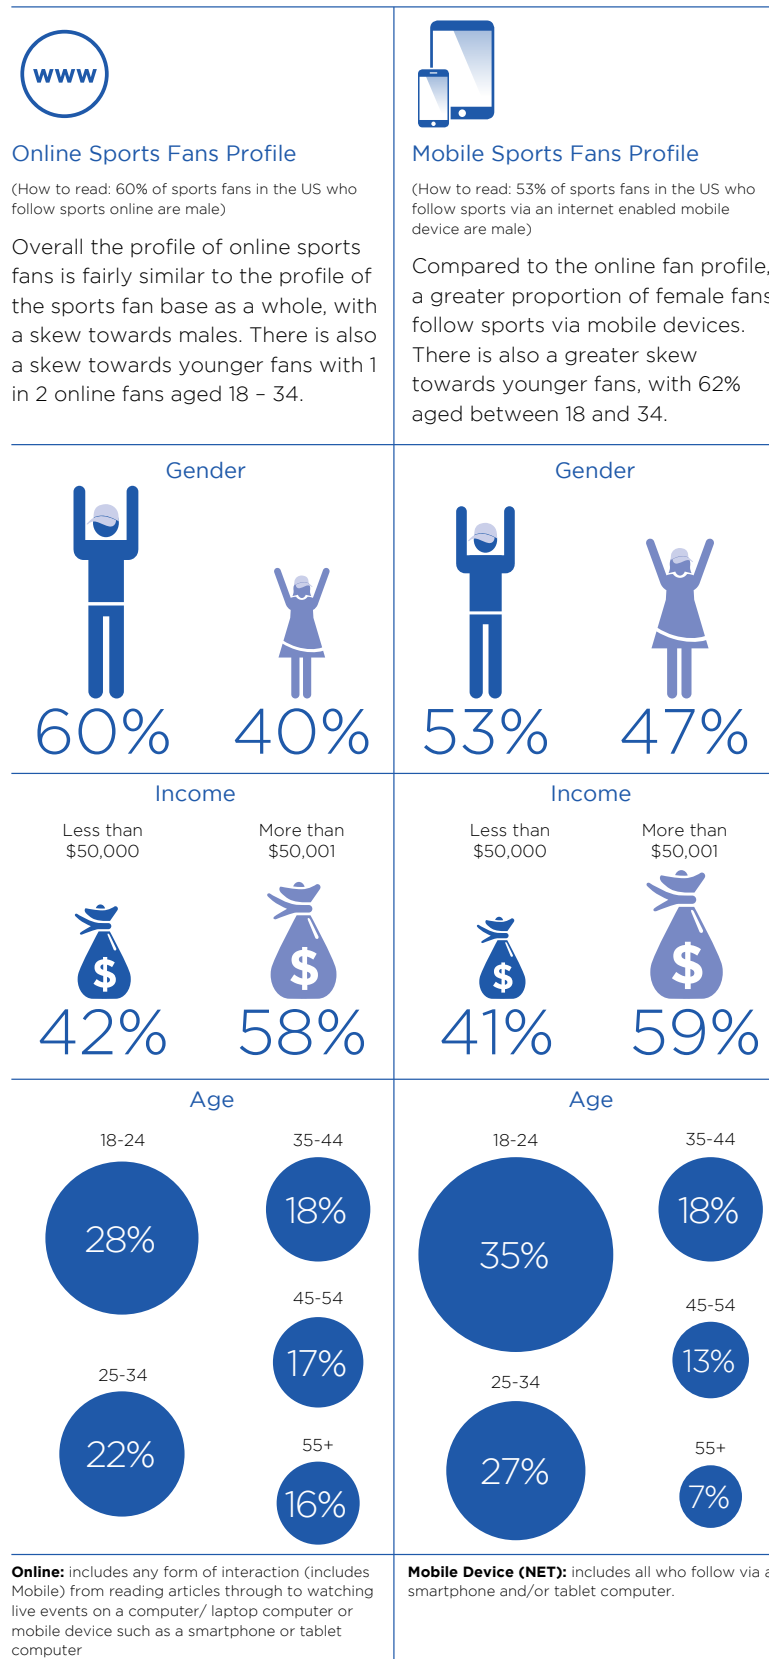 www
Online Sports Fans Profile
(How to read: 60% of sports fans in the US who
follow sports online are male)
Overall the profile of online sports
fans is fairly similar to the profile of
the sports fan base as a whole, with
a skew towards males. There is also
a skew towards younger fans with 1
in 2 online fans aged 18 – 34.
Gender
60% 40%
Income
Less than
$50,000
More than
$50,001
$ $
42% 58%
Age
18-24
28%
25-34
22%
35-44
18%
45-54
17%
55+
16%
Online: includes any form of interaction (includes
Mobile) from reading articles through to watching
live events on a computer/ laptop computer or
mobile device such as a smartphone or tablet
computer
Mobile Sports Fans Profile
(How to read: 53% of sports fans in the US who
follow sports via an internet enabled mobile
device are male)
Compared to the online fan profile,
a greater proportion of female fans
follow sports via mobile devices.
There is also a greater skew
towards younger fans, with 62%
aged between 18 and 34.
Gender
53% 47%
Income
Less than
$50,000
More than
$50,001
$ $
41% 59%
Age
18-24
35%
25-34
27%
35-44
18%
45-54
13%
55+
7%
Mobile Device (NET): includes all who follow via a
smartphone and/or tablet computer.